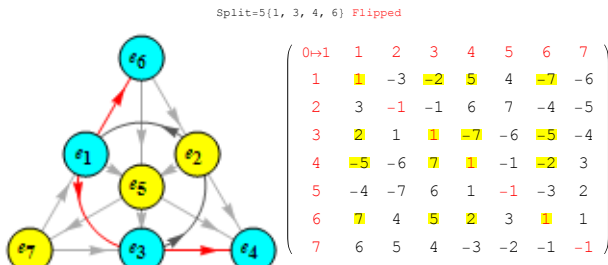 Split=5{1, 3, 4, 6} Flipped
0↦1 1 2 3 4 5 6 7
1 1 -3 -2 5 4 -7 -6
2 3 -1 -1 6 7 -4 -5
3 2 1 1 -7 -6 -5 -4
4 -5 -6 7 1 -1 -2 3
5 -4 -7 6 1 -1 -3 2
6 7 4 5 2 3 1 1
7 6 5 4 -3 -2 -1 -1
e6
e1
e2
e5
e7
e3
e4